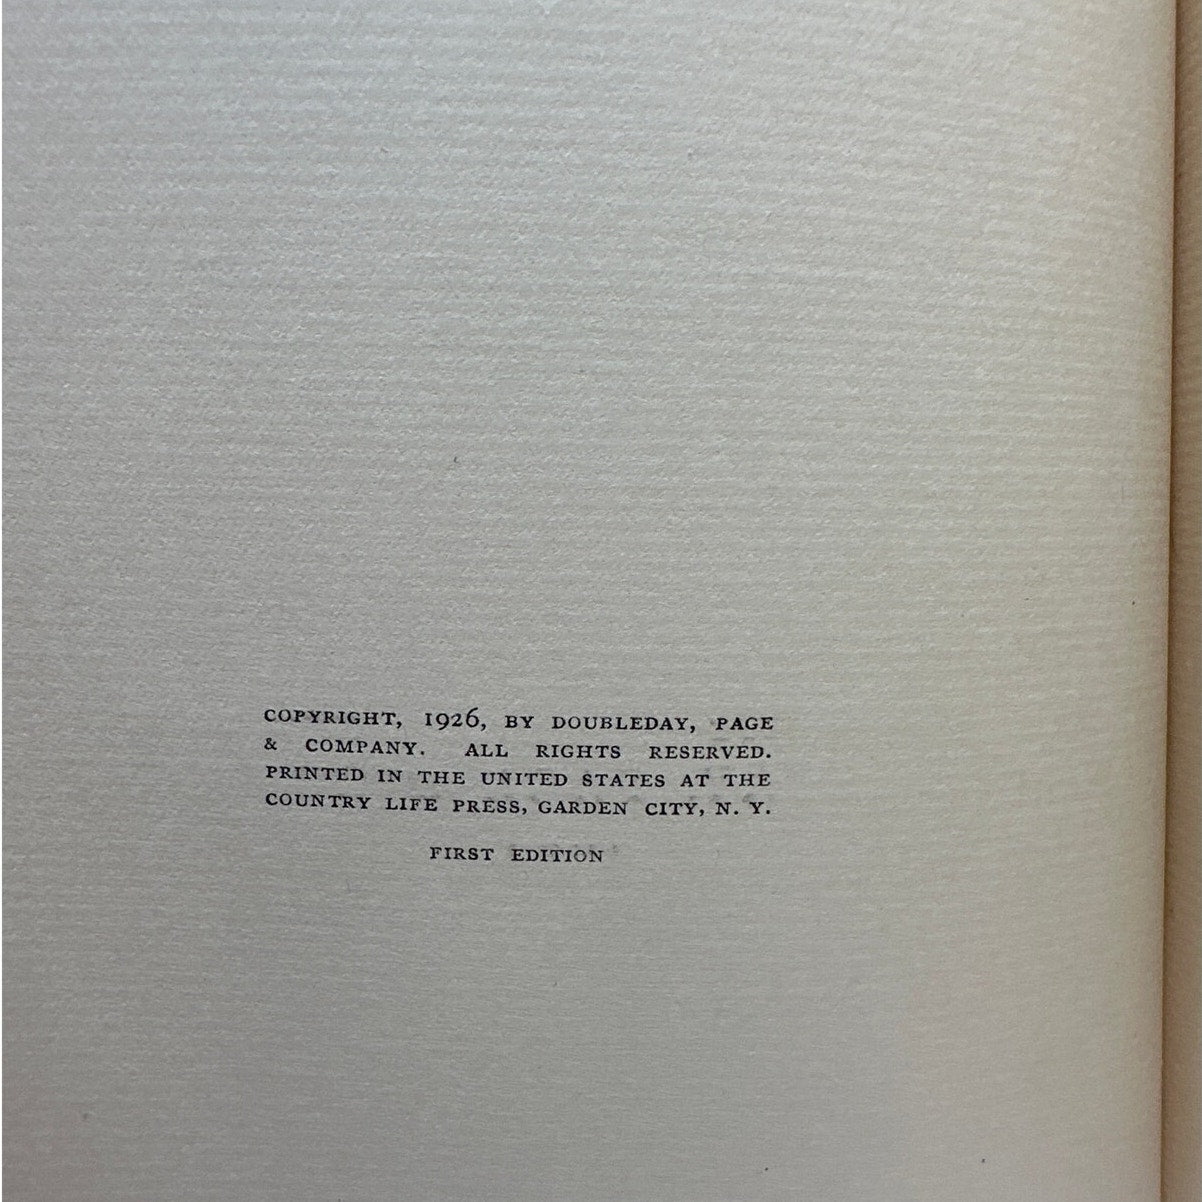 COPYRIGHT, 1926, BY DOUBLEDAY, PAGE
& COMPANY. ALL RIGHTS RESERVED.
PRINTED IN THE UNITED STATES AT THE
COUNTRY LIFE PRESS, GARDEN CITY, N. Y.
FIRST EDITION